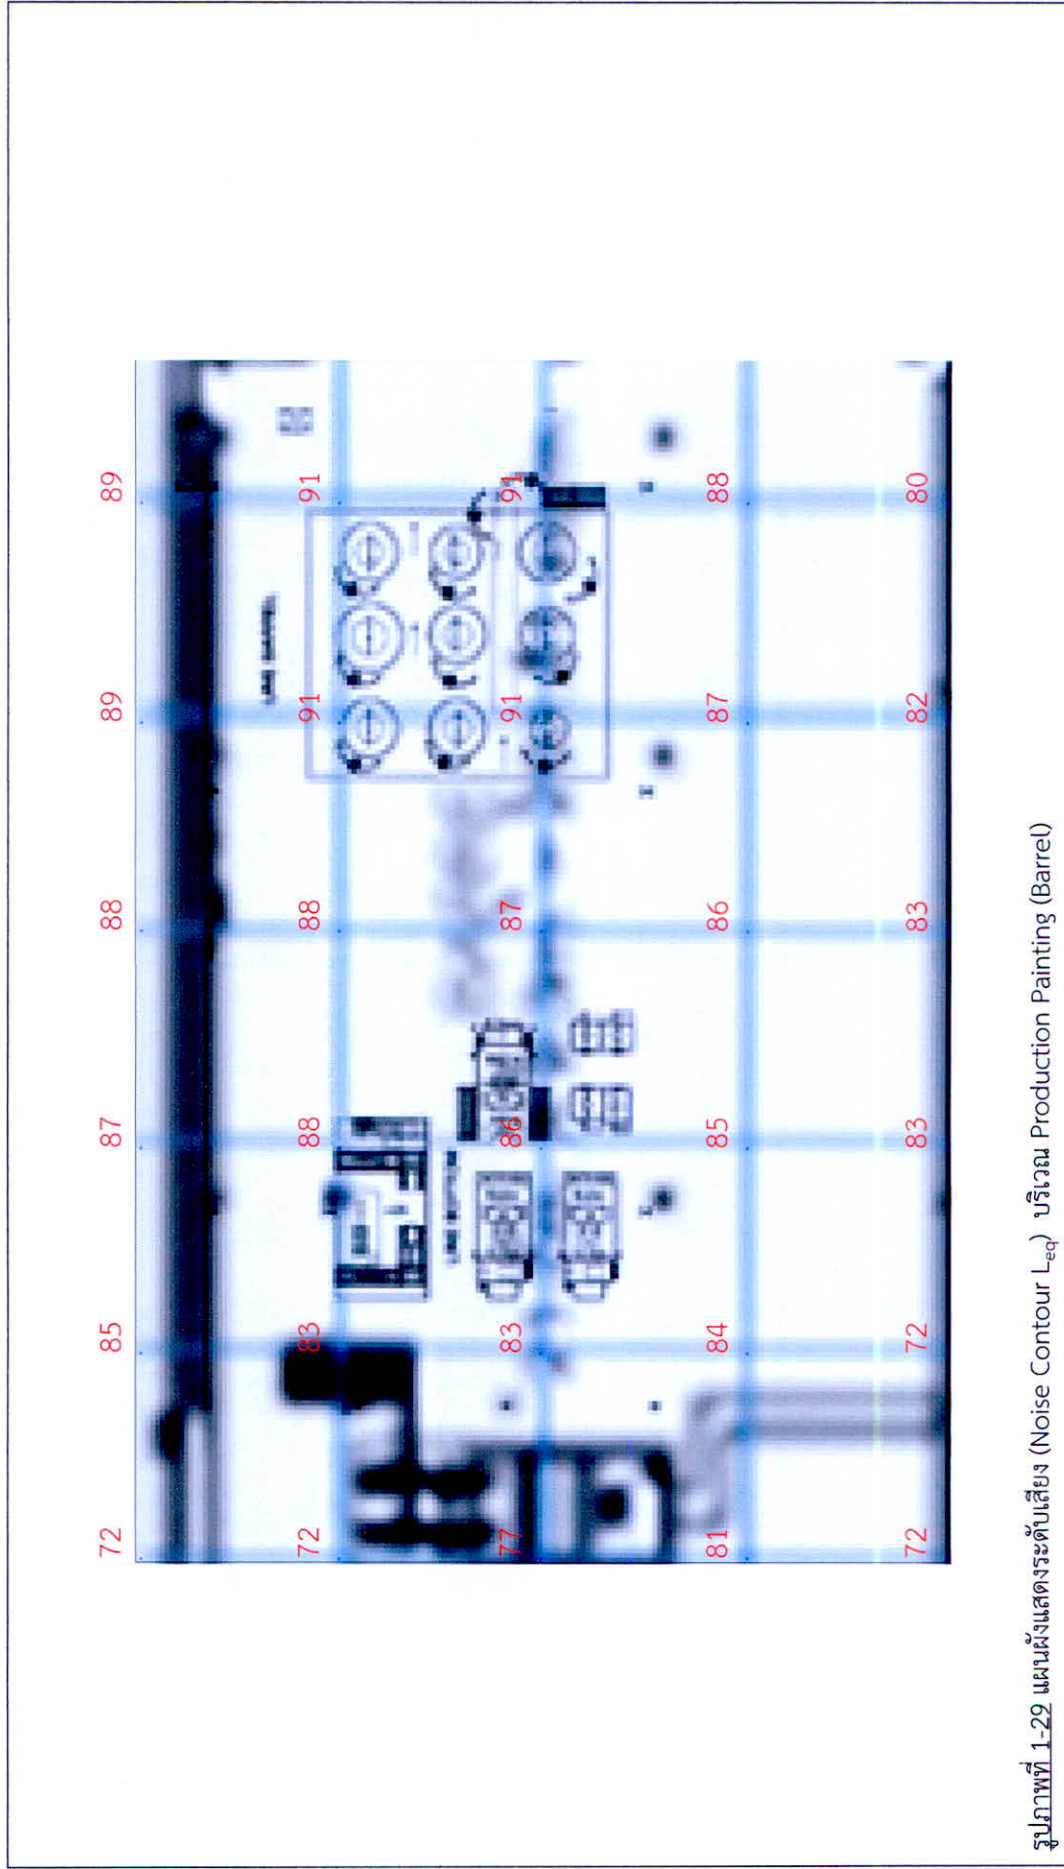 72 85 87 88 89 89
72 83 88 88 91 91
77 83 86 87 91 91
81 84 85 86 87 88
72 72 83 83 82 80
รูปภาพที่ 1-29 แผนผังแสดงระดับเสียง (Noise Contour Leq) บริเวณ Production Painting (Barrel)